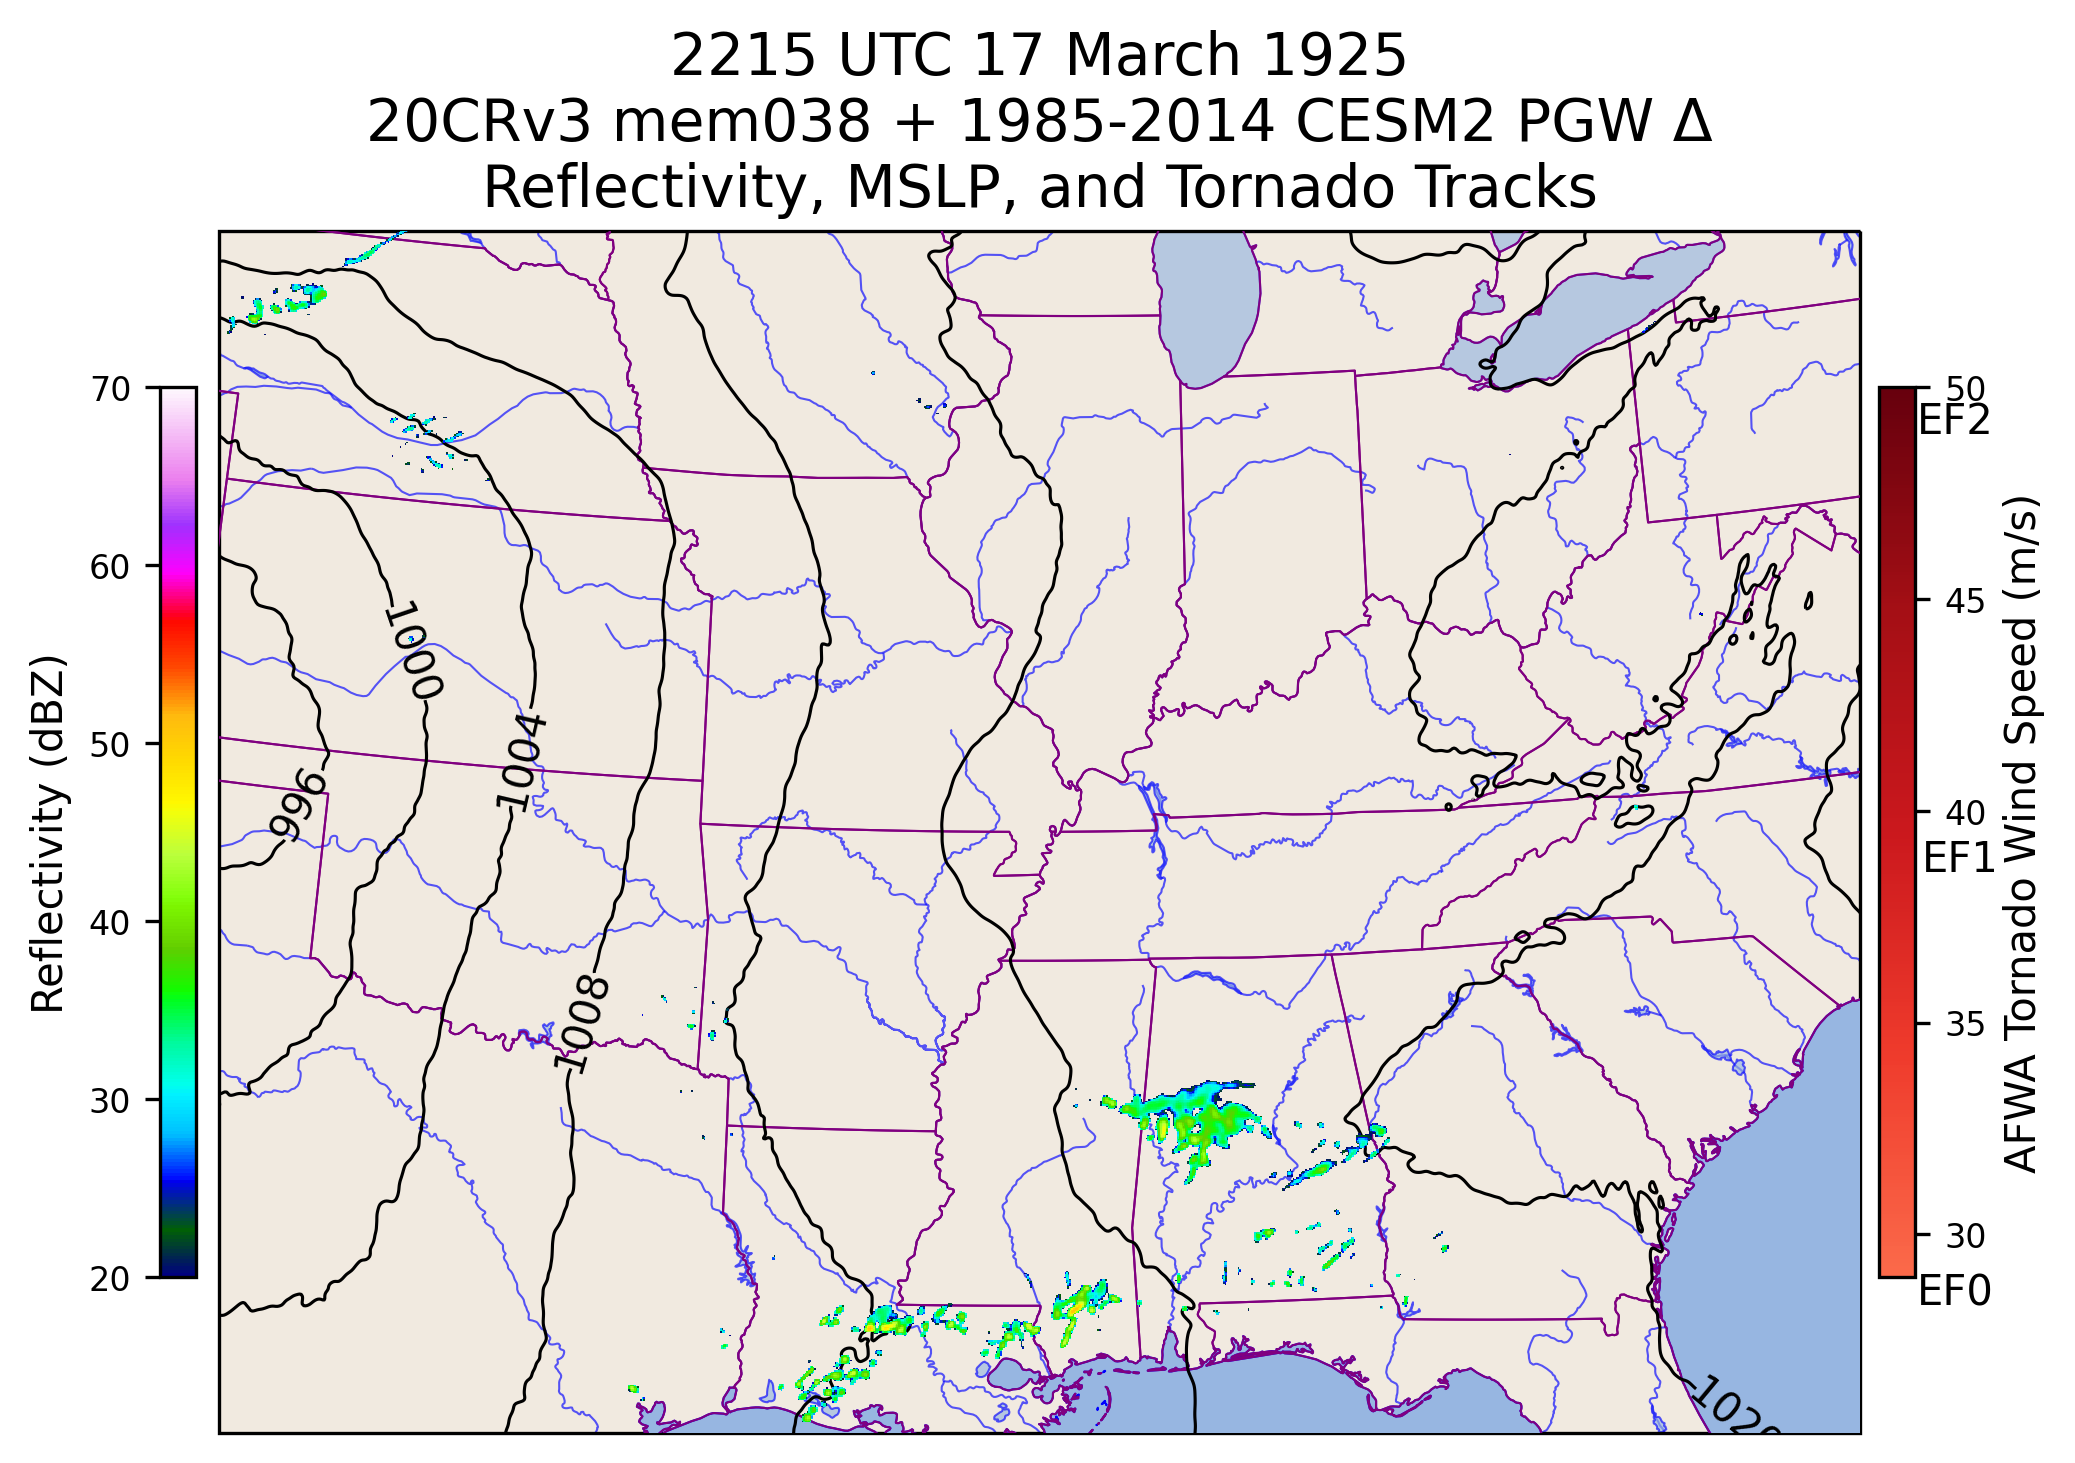 2215 UTC 17 March 1925
20CRv3 mem038 + 1985-2014 CESM2 PGW Δ
Reflectivity, MSLP, and Tornado Tracks
70
60
50
40
30
20
Reflectivity (dBZ)
1000
1004
996
1008
1020
50
EF2
45
40
EF1
35
30
EF0
AFWA Tornado Wind Speed (m/s)